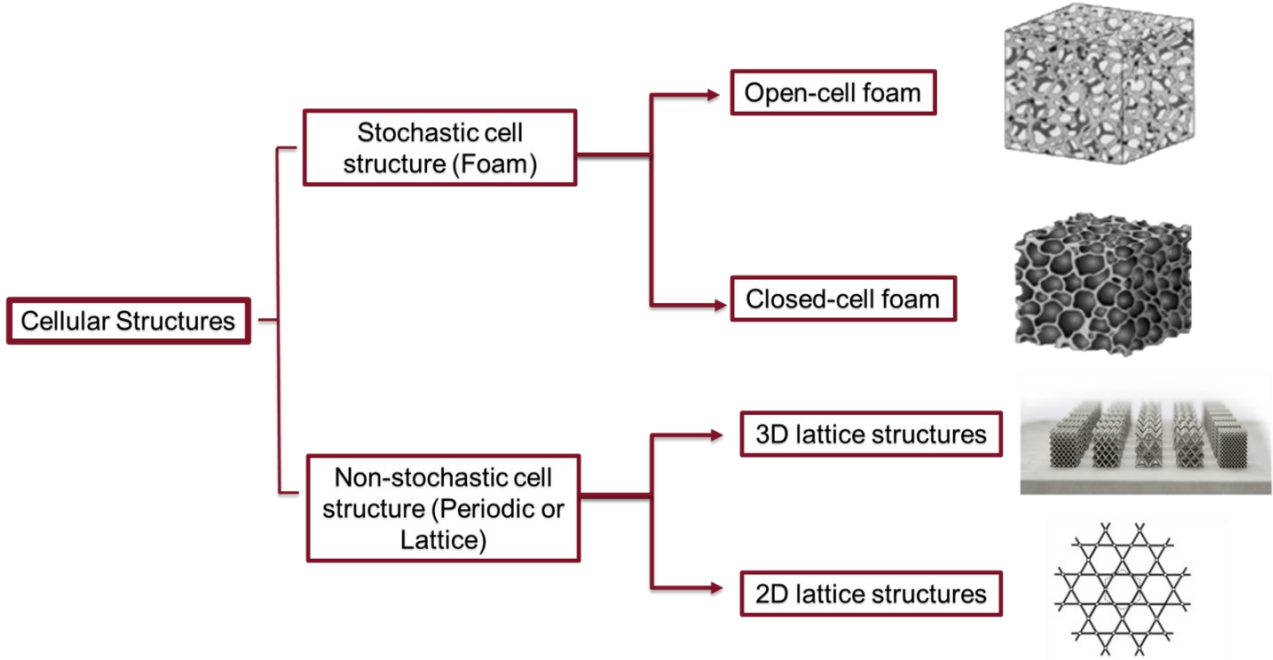 Open-cell foam
Stochastic cell
structure (Foam)
Closed-cell foam
Cellular Structures
3D lattice structures
Non-stochastic cell
structure (Periodic or
Lattice)
2D lattice structures